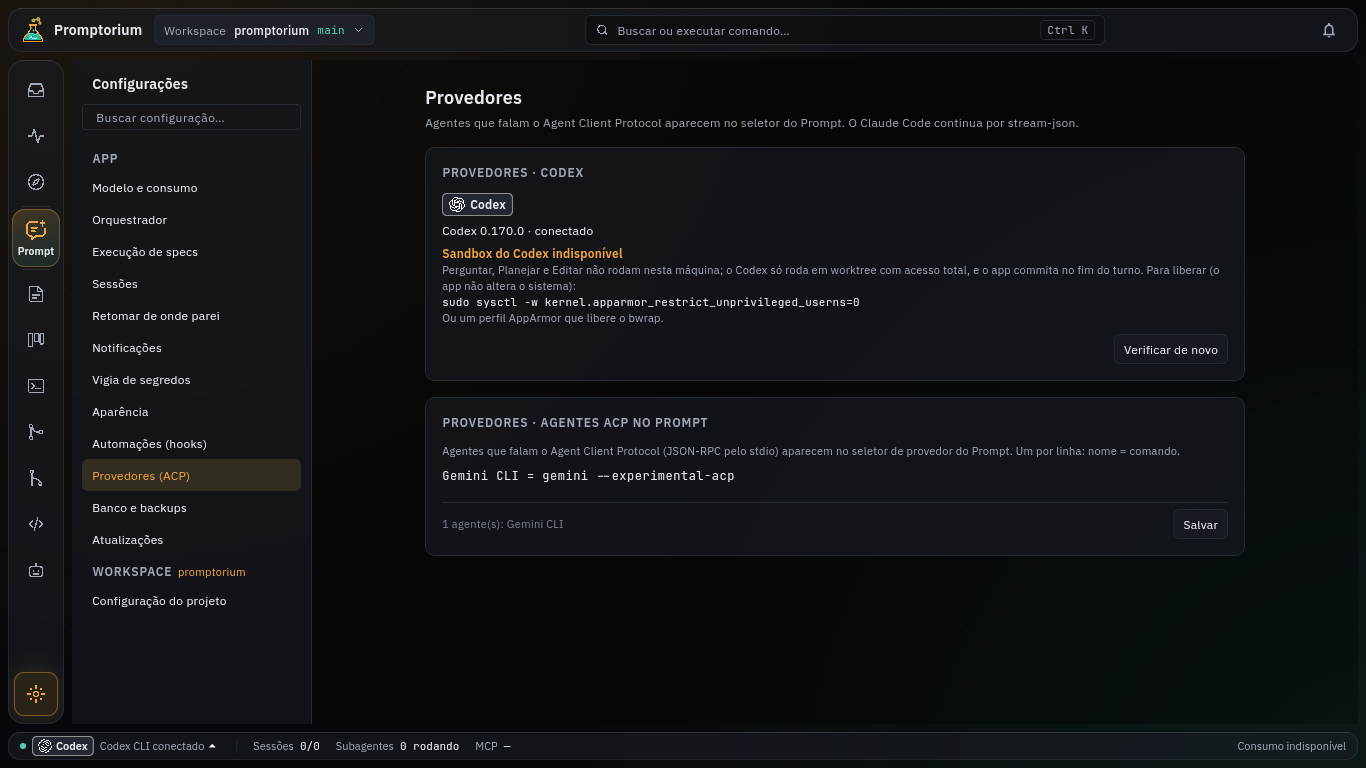 Promptorium
Workspace promptorium main
Buscar ou executar comando…
Ctrl K
Prompt
Configurações
Buscar configuração…
APP
Modelo e consumo
Orquestrador
Execução de specs
Sessões
Retomar de onde parei
Notificações
Vigia de segredos
Aparência
Automações (hooks)
Provedores (ACP)
Banco e backups
Atualizações
WORKSPACE promptorium
Configuração do projeto
Provedores
Agentes que falam o Agent Client Protocol aparecem no seletor do Prompt. O Claude Code continua por stream-json.
PROVEDORES · CODEX
Codex
Codex 0.170.0 · conectado
Sandbox do Codex indisponível
Perguntar, Planejar e Editar não rodam nesta máquina; o Codex só roda em worktree com acesso total, e o app commita no fim do turno. Para liberar (o
app não altera o sistema):
sudo sysctl -w kernel.apparmor_restrict_unprivileged_userns=0
Ou um perfil AppArmor que libere o bwrap.
Verificar de novo
PROVEDORES · AGENTES ACP NO PROMPT
Agentes que falam o Agent Client Protocol (JSON-RPC pelo stdio) aparecem no seletor de provedor do Prompt. Um por linha: nome = comando.
Gemini CLI = gemini --experimental-acp
1 agente(s): Gemini CLI
Salvar
Codex
Codex CLI conectado
Sessões 0/0
Subagentes 0 rodando
MCP —
Consumo indisponível